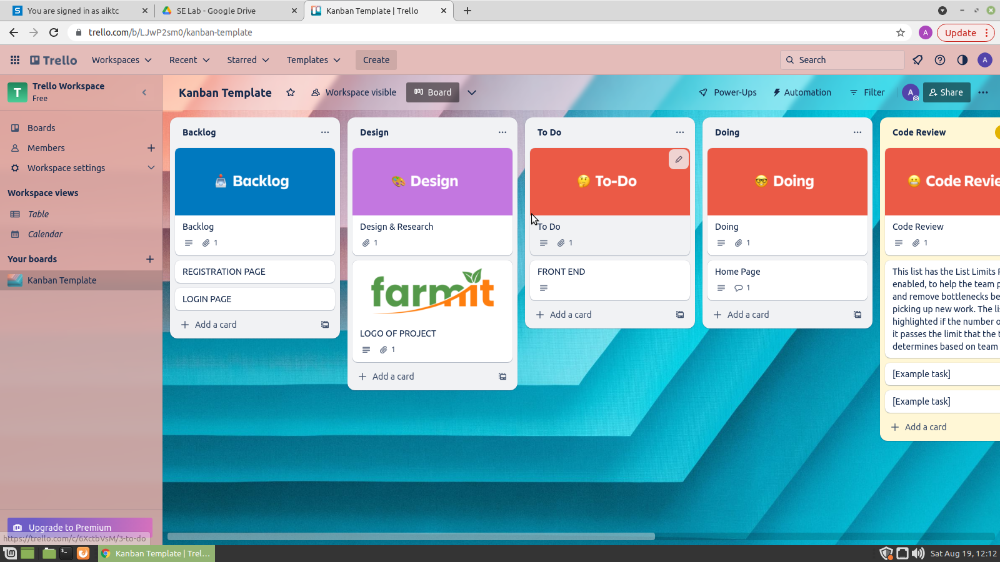 You are signed in as aiktc
SE Lab - Google Drive
Kanban Template | Trello
trello.com/b/LJwP2sm0/kanban-template
A
Update
Trello
Workspaces
Recent
Starred
Templates
Create
Search
A
T
Trello Workspace
Free
Kanban Template
Workspace visible
Board
Power-Ups
Automation
Filter
A
Share
Boards
Members
Workspace settings
Workspace views
Table
Calendar
Your boards
Kanban Template
Upgrade to Premium
https://trello.com/c/6XctbVsM/3-to-do
Backlog
Backlog
Backlog
1
REGISTRATION PAGE
LOGIN PAGE
Add a card
Design
Design
Design & Research
1
farmit
LOGO OF PROJECT
1
Add a card
To Do
To-Do
To Do
1
FRONT END
Add a card
Doing
Doing
Doing
1
Home Page
1
Add a card
Code Review
Code Revie
Code Review
1
This list has the List Limits P
enabled, to help the team p
and remove bottlenecks be
picking up new work. The li
highlighted if the number o
it passes the limit that the t
determines based on team
[Example task]
[Example task]
Add a card
Kanban Template | Trel...
Sat Aug 19, 12:12